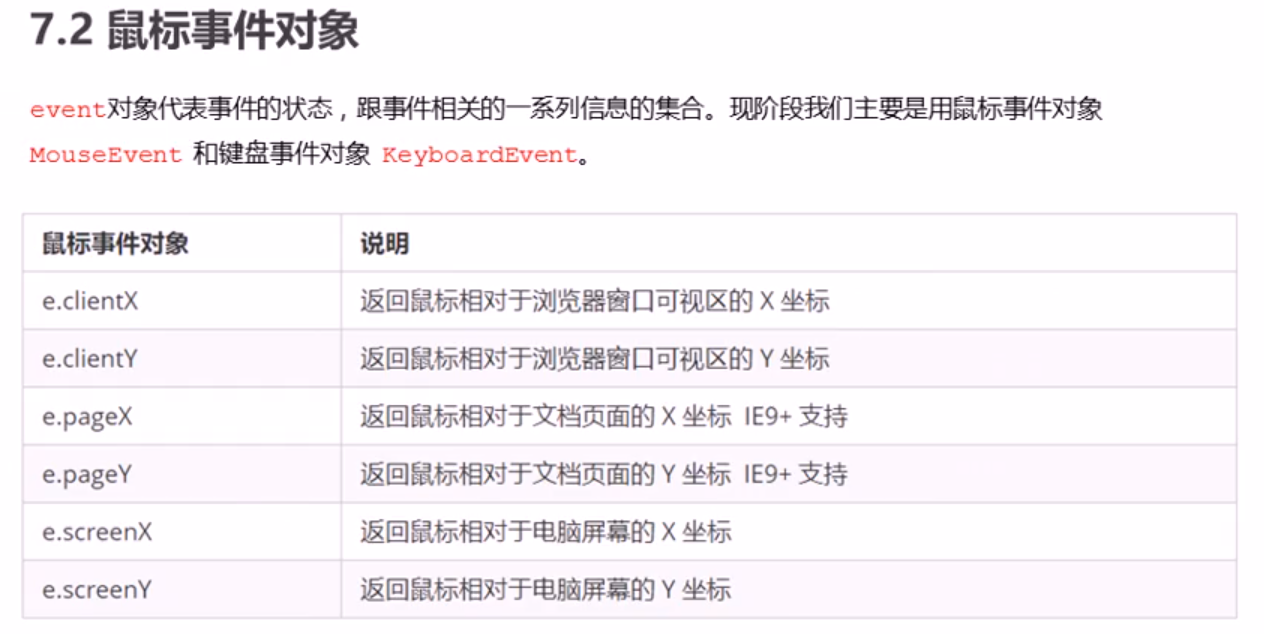 7.2 鼠标事件对象
event对象代表事件的状态，跟事件相关的一系列信息的集合。现阶段我们主要是用鼠标事件对象
MouseEvent 和键盘事件对象 KeyboardEvent。
鼠标事件对象 说明
e.clientX 返回鼠标相对于浏览器窗口可视区的 X 坐标
e.clientY 返回鼠标相对于浏览器窗口可视区的 Y 坐标
e.pageX 返回鼠标相对于文档页面的 X 坐标 IE9+ 支持
e.pageY 返回鼠标相对于文档页面的 Y 坐标 IE9+ 支持
e.screenX 返回鼠标相对于电脑屏幕的 X 坐标
e.screenY 返回鼠标相对于电脑屏幕的 Y 坐标